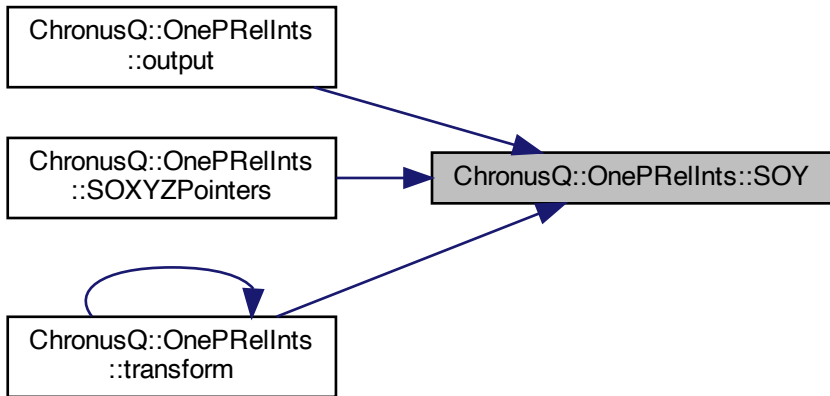 ChronusQ::OnePRelInts
::output
ChronusQ::OnePRelInts
::SOXYZPointers
ChronusQ::OnePRelInts::SOY
ChronusQ::OnePRelInts
::transform